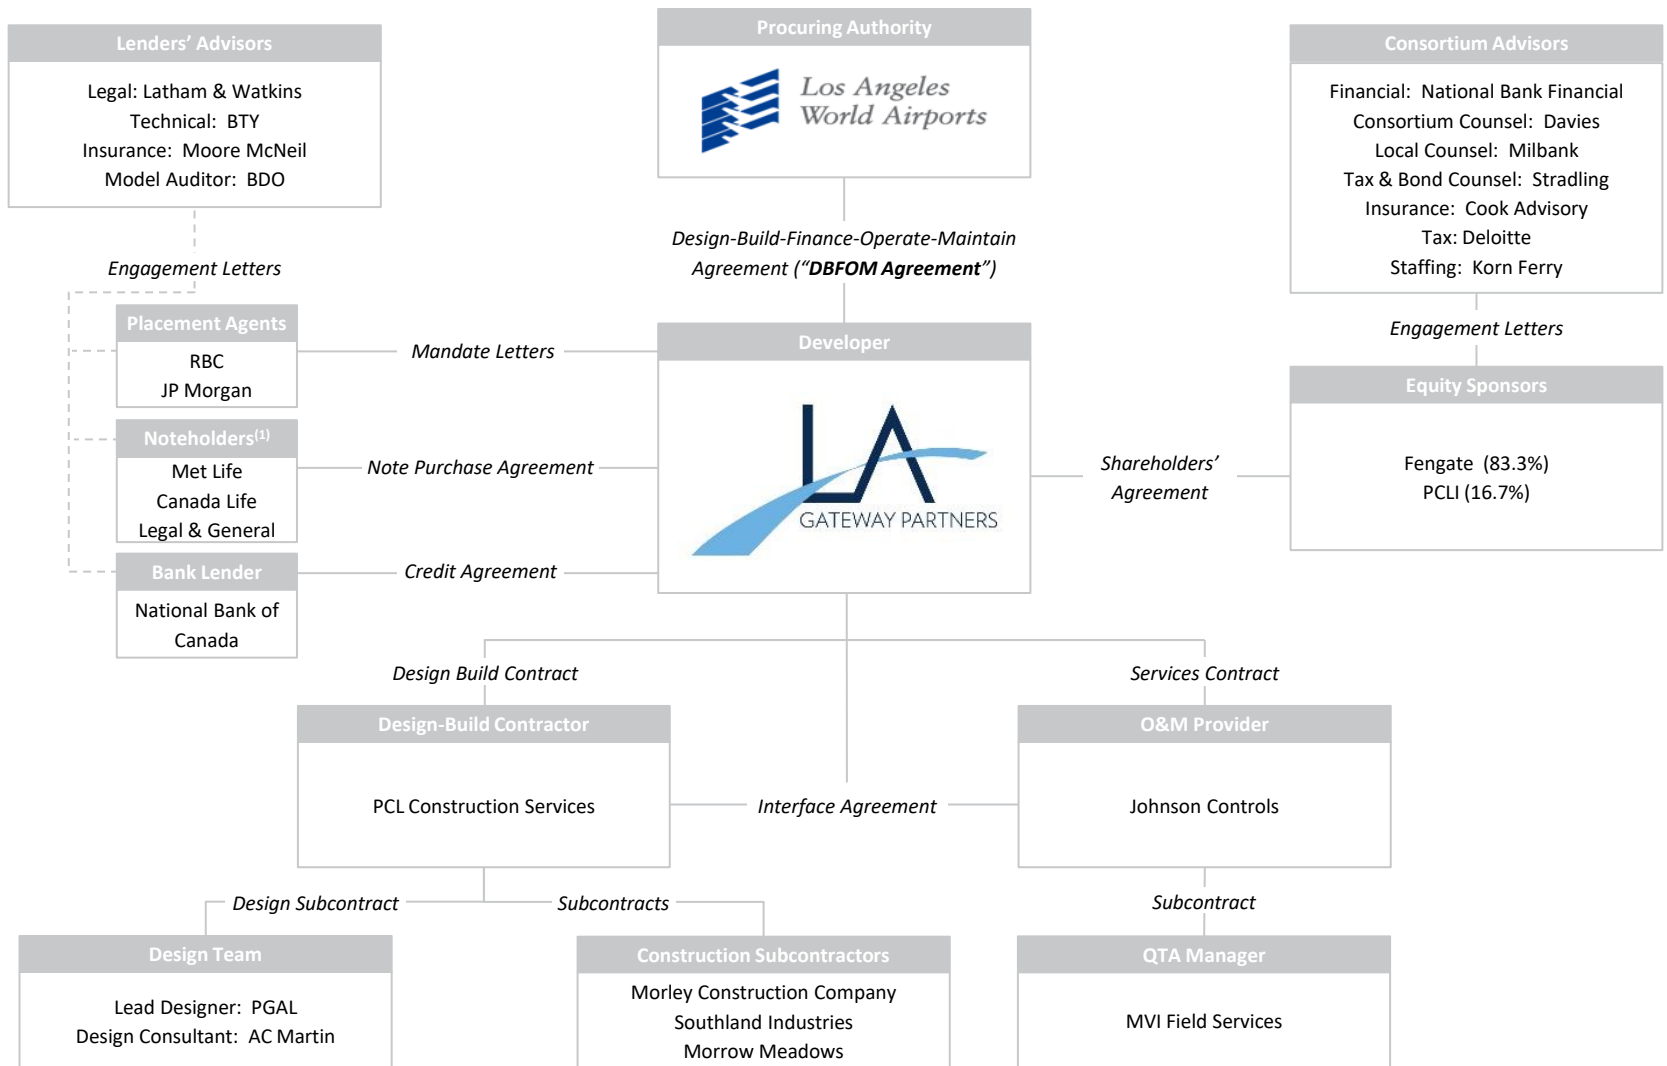 Procuring Authority
Los Angeles
World Airports
Lenders’ Advisors
Legal: Latham & Watkins
Technical: BTY
Insurance: Moore McNeil
Model Auditor: BDO
Consortium Advisors
Financial: National Bank Financial
Consortium Counsel: Davies
Local Counsel: Milbank
Tax & Bond Counsel: Stradling
Insurance: Cook Advisory
Tax: Deloitte
Staffing: Korn Ferry
Design-Build-Finance-Operate-Maintain
Agreement (“DBFOM Agreement”)
Engagement Letters
Engagement Letters
Placement Agents
RBC
JP Morgan
Mandate Letters
Developer
LA
GATEWAY PARTNERS
Equity Sponsors
Fengate (83.3%)
PCLI (16.7%)
Noteholders(1)
Met Life
Canada Life
Legal & General
Note Purchase Agreement
Shareholders’
Agreement
Bank Lender
National Bank of
Canada
Credit Agreement
Design Build Contract
Services Contract
Design-Build Contractor
PCL Construction Services
Interface Agreement
O&M Provider
Johnson Controls
Design Subcontract
Subcontracts
Subcontract
Design Team
Lead Designer: PGAL
Design Consultant: AC Martin
Construction Subcontractors
Morley Construction Company
Southland Industries
Morrow Meadows
QTA Manager
MVI Field Services